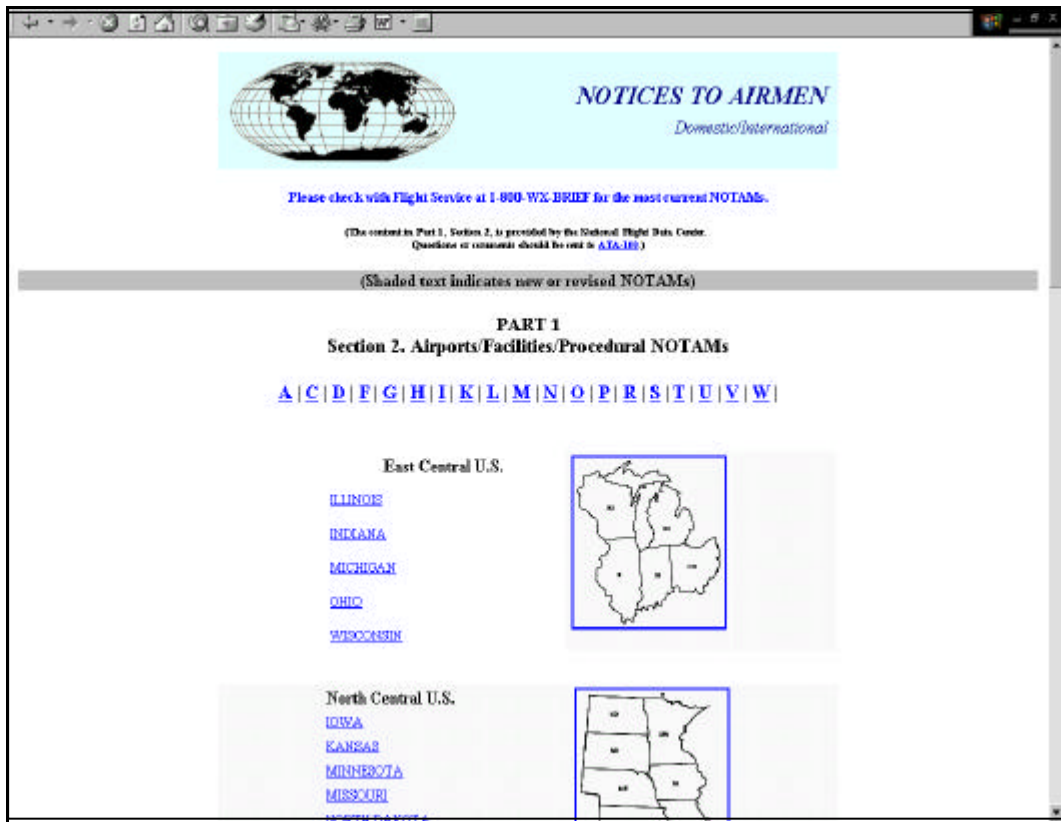 NOTICES TO AIRMEN
Domestic/International
Please check with Flight Service at 1-800-WX-BRIEF for the most current NOTAMs.
(The content in Part 1, Section 2, is provided by the National Flight Data Center.
Questions or comments should be sent to ATA-100.)
(Shaded text indicates new or revised NOTAMs)
PART 1
Section 2. Airports/Facilities/Procedural NOTAMs
A | C | D | F | G | H | I | K | L | M | N | O | P | R | S | T | U | V | W |
East Central U.S.
ILLINOIS
INDIANA
MICHIGAN
OHIO
WISCONSIN
North Central U.S.
IOWA
KANSAS
MINNESOTA
MISSOURI
NORTH DAKOTA